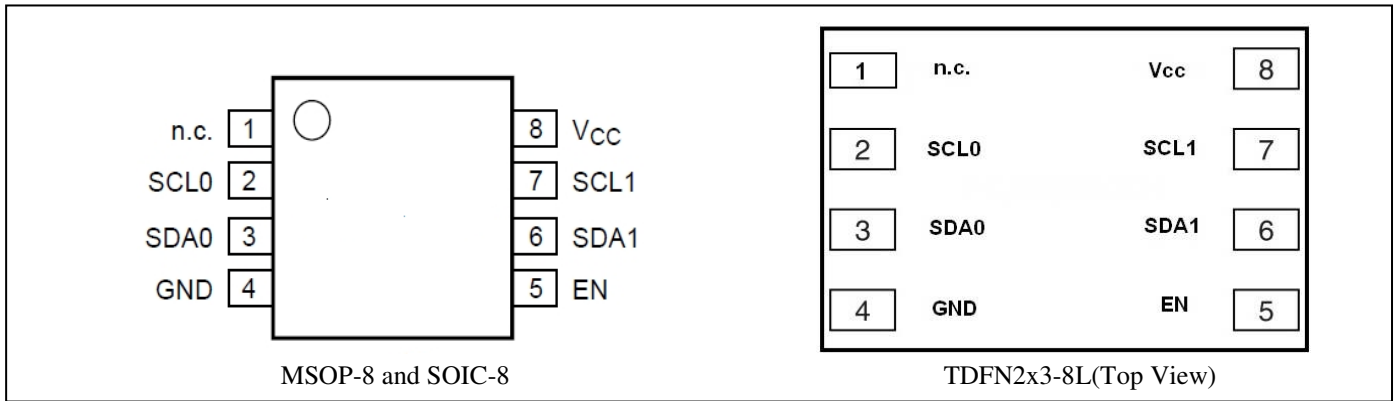 n.c. 1
SCL0 2
SDA0 3
GND 4
8 VCC
7 SCL1
6 SDA1
5 EN
MSOP-8 and SOIC-8
1 n.c.
2 SCL0
3 SDA0
4 GND
Vcc 8
SCL1 7
SDA1 6
EN 5
TDFN2x3-8L(Top View)